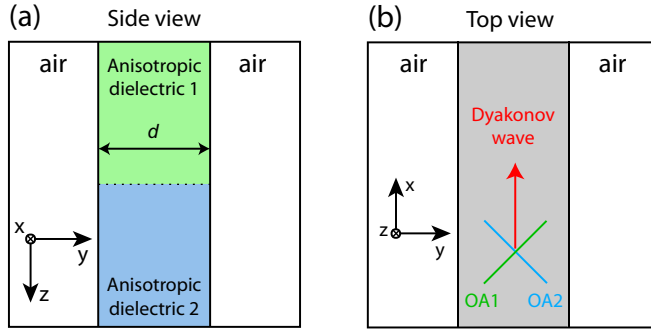 (a) Side view
air
Anisotropic
dielectric 1
air
d
x
y
z
Anisotropic
dielectric 2
(b) Top view
air
air
Dyakonov
wave
x
z
y
OA1
OA2